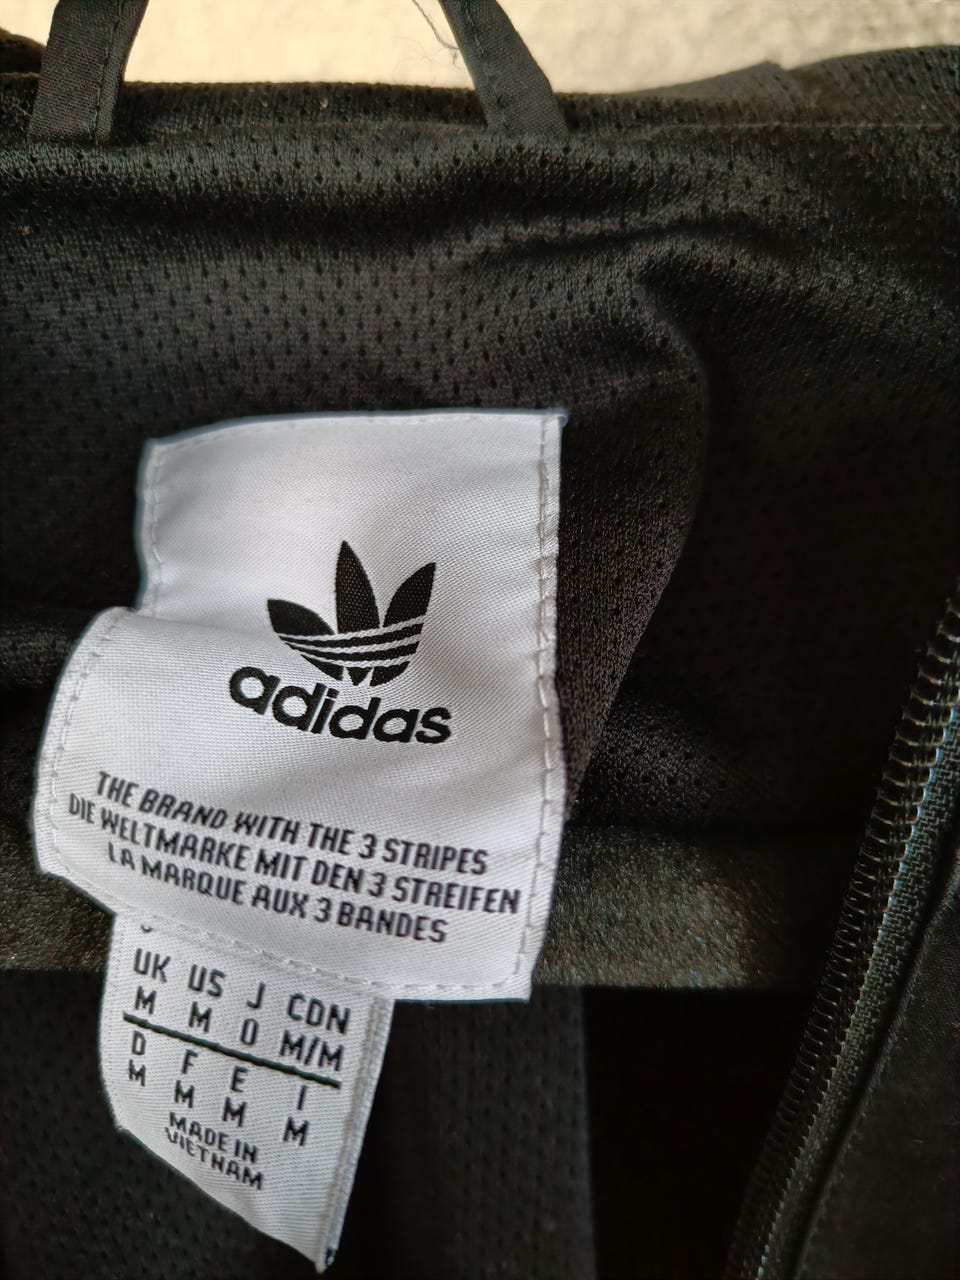 adidas
THE BRAND WITH THE 3 STRIPES
DIE WELTMARKE MIT DEN 3 STREIFEN
LA MARQUE AUX 3 BANDES
UK US J CDN
M M O M/M
D F E I
M M M M
MADE IN
VIETNAM